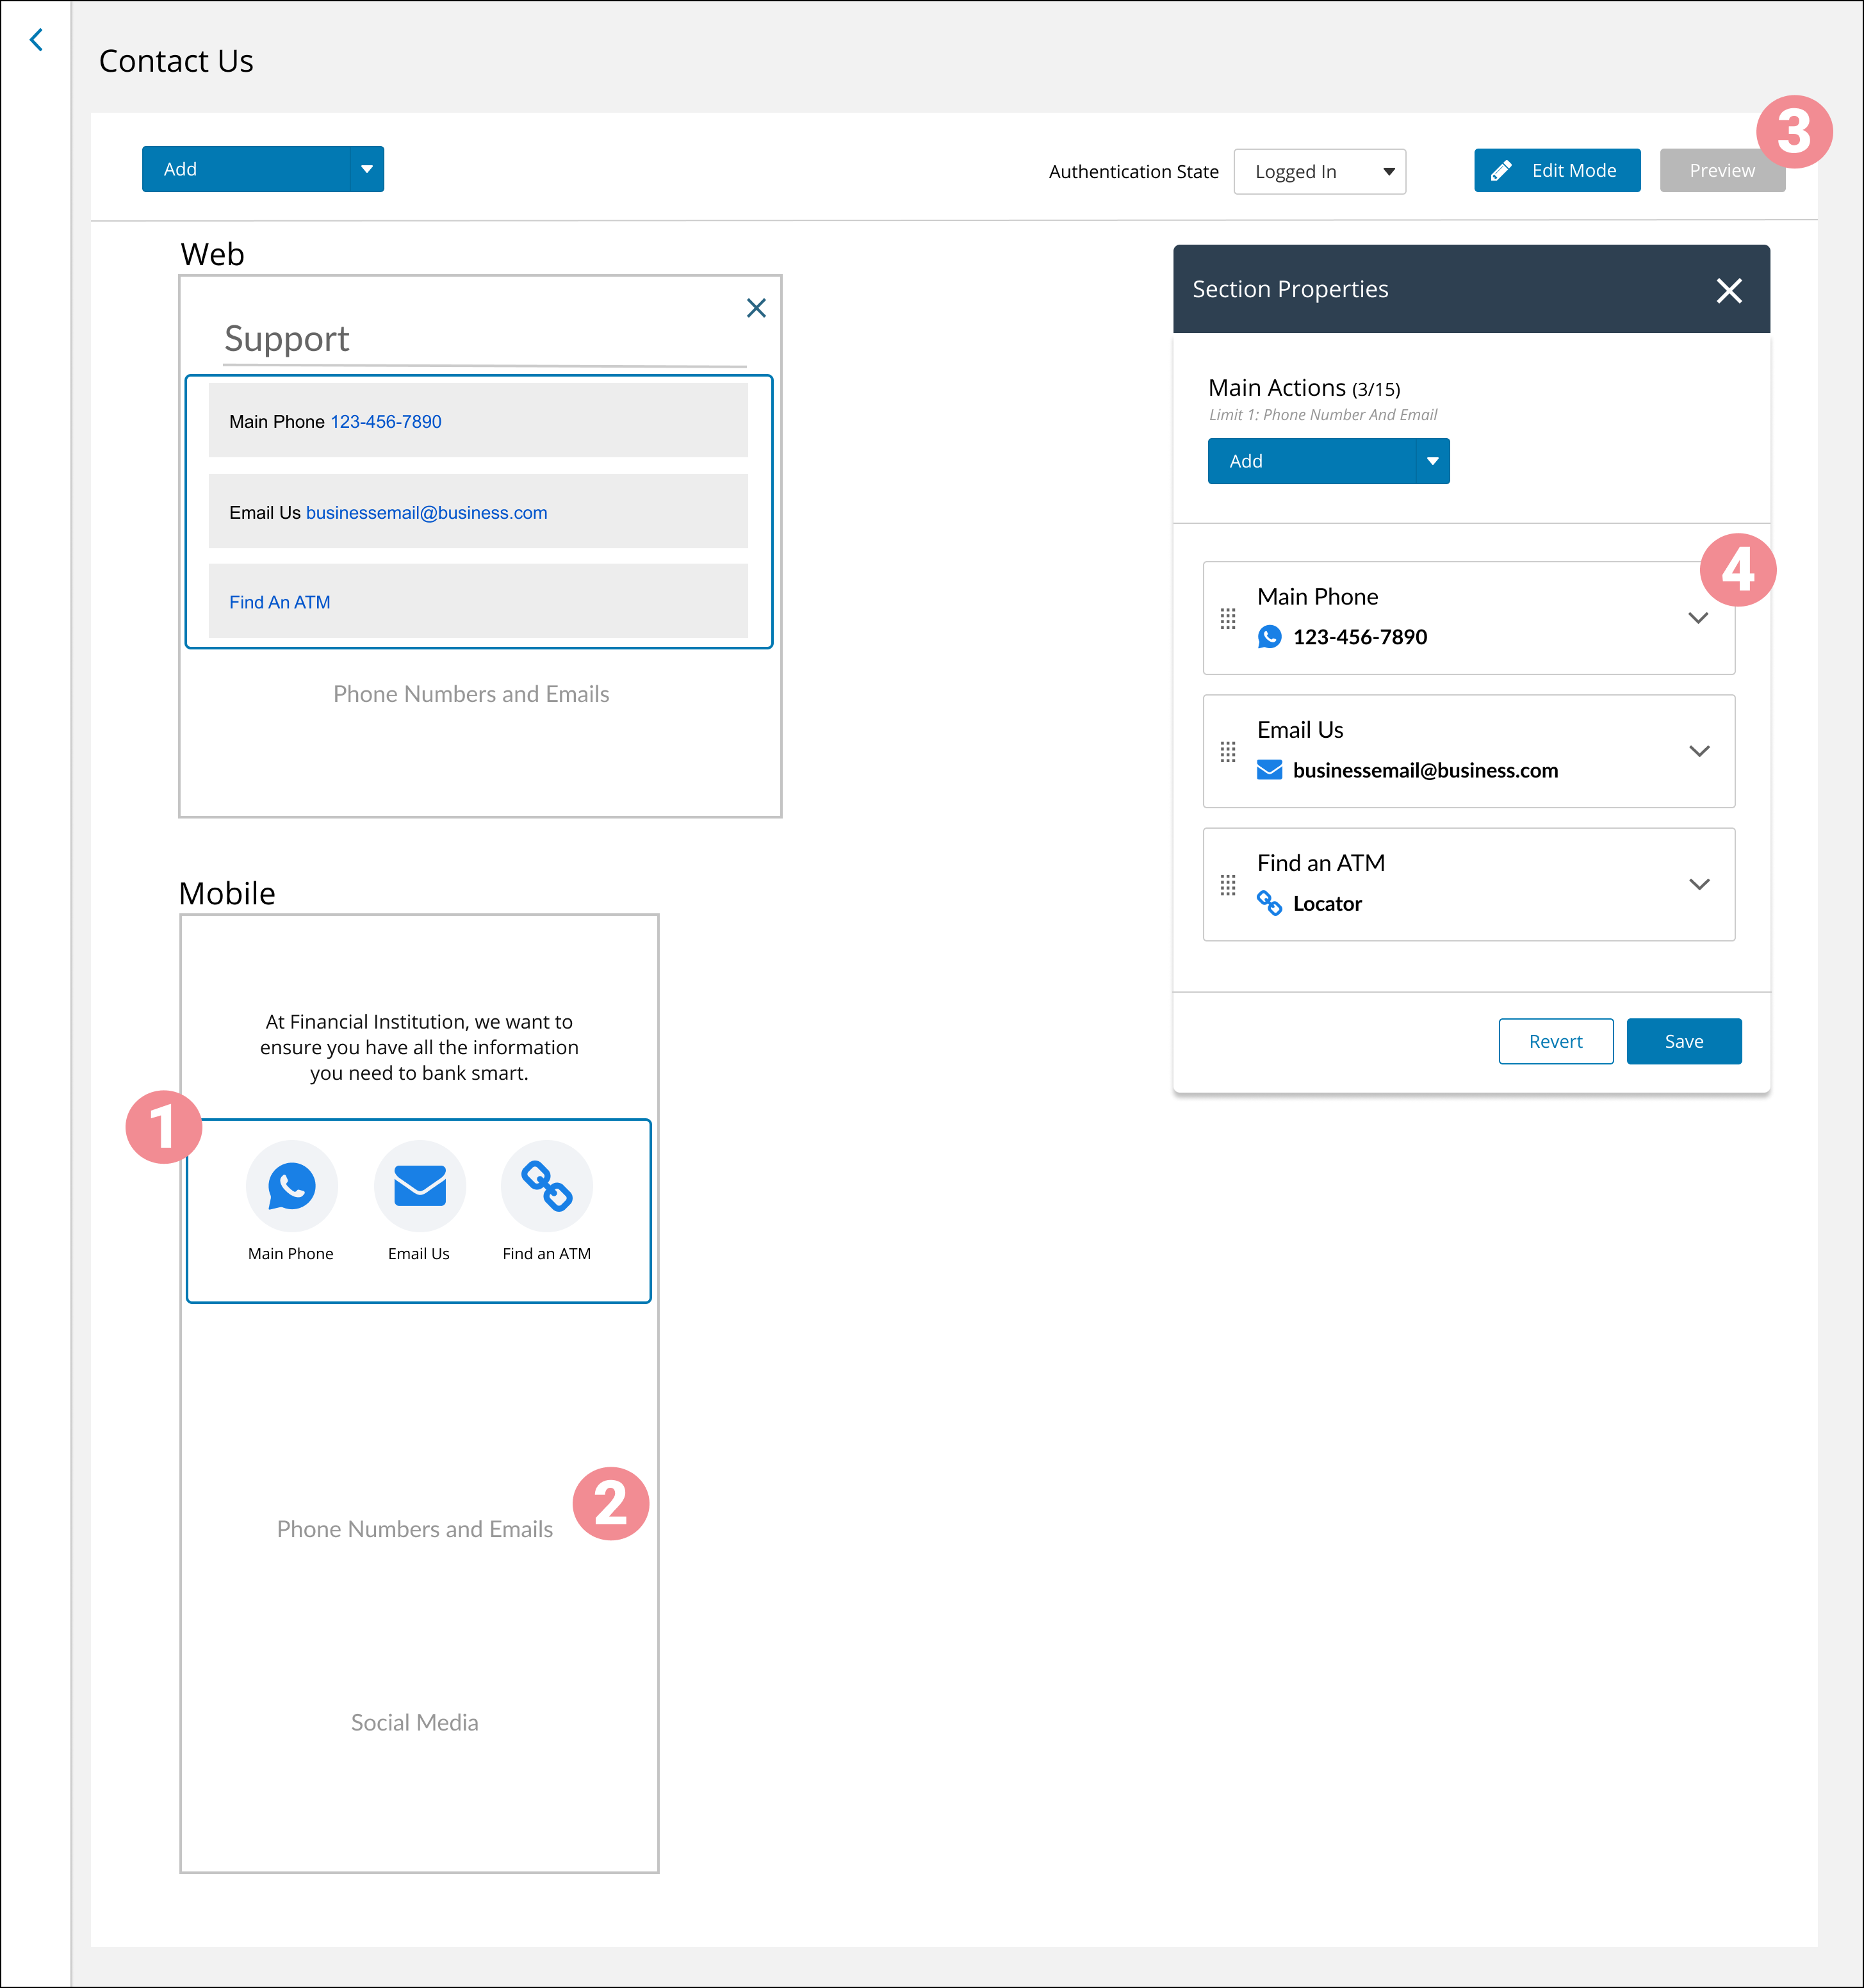 Contact Us
3
Add
Authentication State
Logged In
Edit Mode
Preview
Web
Support
Main Phone 123-456-7890
Email Us businessemail@business.com
Find An ATM
Phone Numbers and Emails
Section Properties
Main Actions (3/15)
Limit 1: Phone Number And Email
Add
4
Main Phone
123-456-7890
Email Us
businessemail@business.com
Find an ATM
Locator
Revert
Save
Mobile
At Financial Institution, we want to
ensure you have all the information
you need to bank smart.
1
Main Phone
Email Us
Find an ATM
2
Phone Numbers and Emails
Social Media